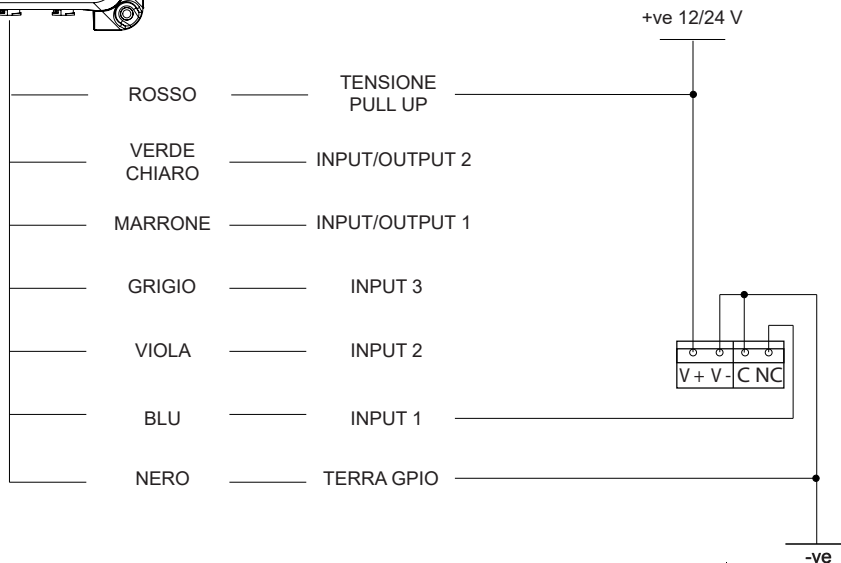 +ve 12/24 V
ROSSO TENSIONE
PULL UP
VERDE
CHIARO INPUT/OUTPUT 2
MARRONE INPUT/OUTPUT 1
GRIGIO INPUT 3
VIOLA INPUT 2
V + V - C NC
BLU INPUT 1
NERO TERRA GPIO
-ve